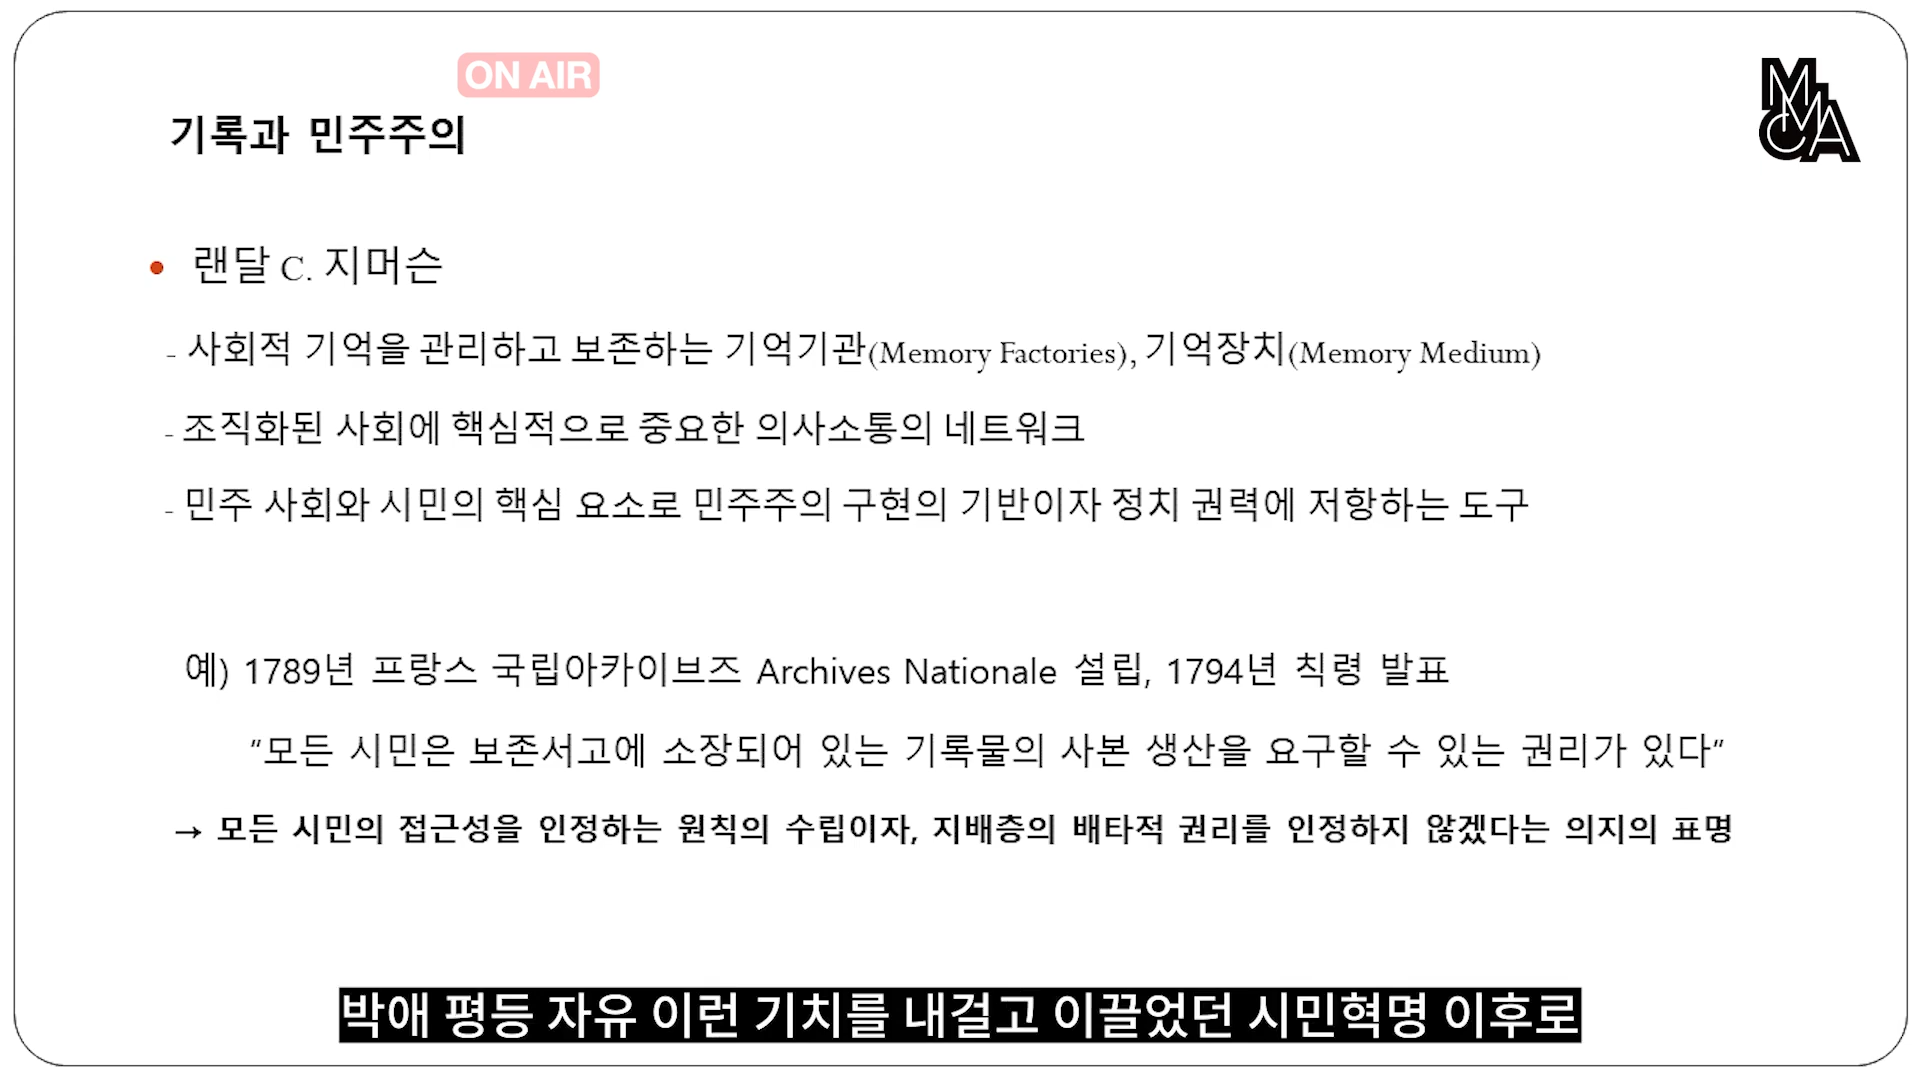 ON AIR
MMCA
기록과 민주주의
• 랜달 C. 지머슨
- 사회적 기억을 관리하고 보존하는 기억기관(Memory Factories), 기억장치(Memory Medium)
- 조직화된 사회에 핵심적으로 중요한 의사소통의 네트워크
- 민주 사회와 시민의 핵심 요소로 민주주의 구현의 기반이자 정치 권력에 저항하는 도구
예) 1789년 프랑스 국립아카이브즈 Archives Nationale 설립, 1794년 칙령 발표
“모든 시민은 보존서고에 소장되어 있는 기록물의 사본 생산을 요구할 수 있는 권리가 있다”
→ 모든 시민의 접근성을 인정하는 원칙의 수립이자, 지배층의 배타적 권리를 인정하지 않겠다는 의지의 표명
박애 평등 자유 이런 기치를 내걸고 이끌었던 시민혁명 이후로